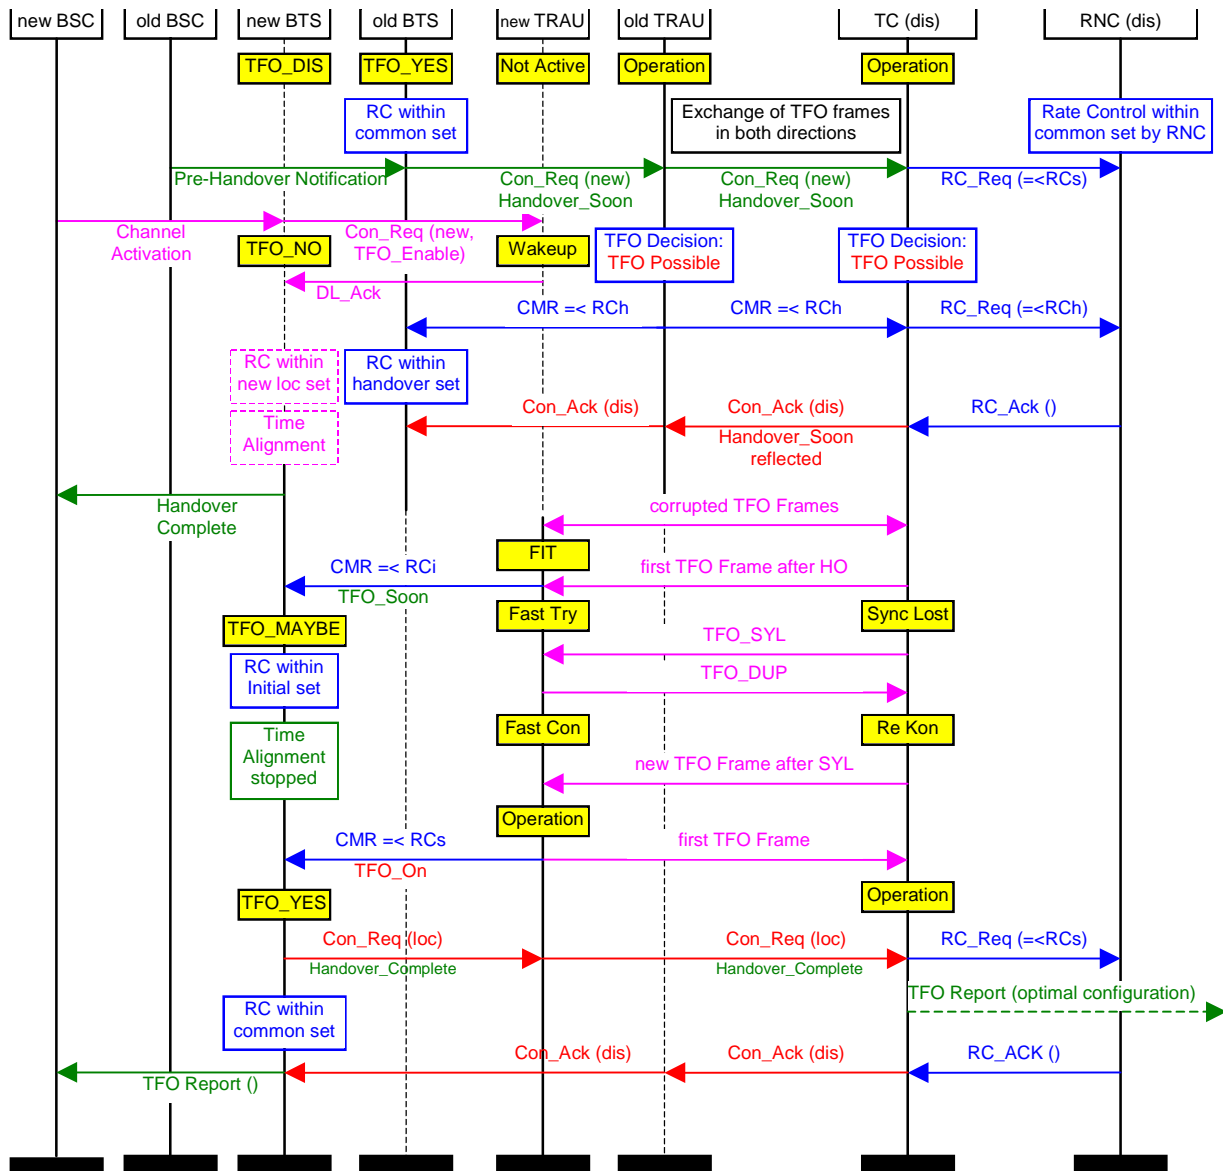 new BSC
old BSC
new BTS
old BTS
new TRAU
old TRAU
TC (dis)
RNC (dis)
TFO_DIS
TFO_YES
Not Active
Operation
Operation
RC within
common set
Exchange of TFO frames
in both directions
Rate Control within
common set by RNC
Pre-Handover Notification
Con_Req (new)
Handover_Soon
Con_Req (new)
Handover_Soon
RC_Req (=<RCs)
Channel
Activation
Con_Req (new,
TFO_Enable)
TFO_NO
Wakeup
TFO Decision:
TFO Possible
TFO Decision:
TFO Possible
DL_Ack
CMR =< RCh
CMR =< RCh
RC_Req (=<RCh)
RC within
new loc set
RC within
handover set
Time
Alignment
Con_Ack (dis)
Con_Ack (dis)
Handover_Soon
reflected
RC_Ack ()
Handover
Complete
corrupted TFO Frames
FIT
CMR =< RCi
TFO_Soon
first TFO Frame after HO
TFO_MAYBE
Fast Try
Sync Lost
TFO_SYL
RC within
Initial set
TFO_DUP
Time
Alignment
stopped
Fast Con
Re Kon
new TFO Frame after SYL
Operation
CMR =< RCs
TFO_On
first TFO Frame
TFO_YES
Operation
Con_Req (loc)
Handover_Complete
Con_Req (loc)
Handover_Complete
RC_Req (=<RCs)
TFO Report (optimal configuration)
RC within
common set
Con_Ack (dis)
Con_Ack (dis)
RC_ACK ()
TFO Report ()